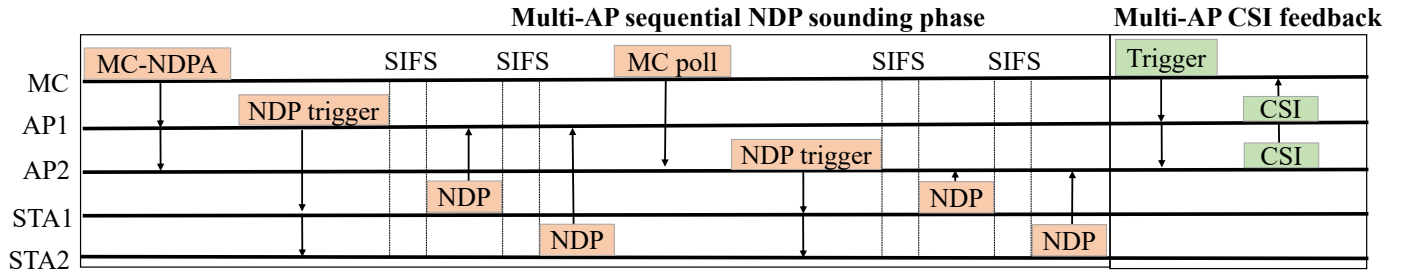 Multi-AP sequential NDP sounding phase
Multi-AP CSI feedback
MC-NDPA
SIFS
SIFS
MC poll
SIFS
SIFS
Trigger
MC
NDP trigger
CSI
AP1
NDP trigger
CSI
AP2
NDP
NDP
STA1
NDP
NDP
STA2